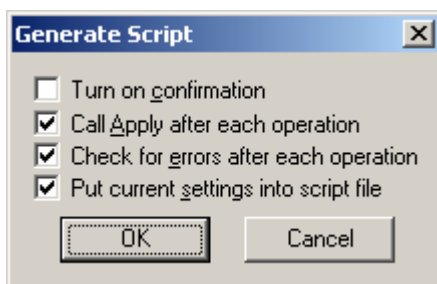 Generate Script
Turn on confirmation
Call Apply after each operation
Check for errors after each operation
Put current settings into script file
OK Cancel